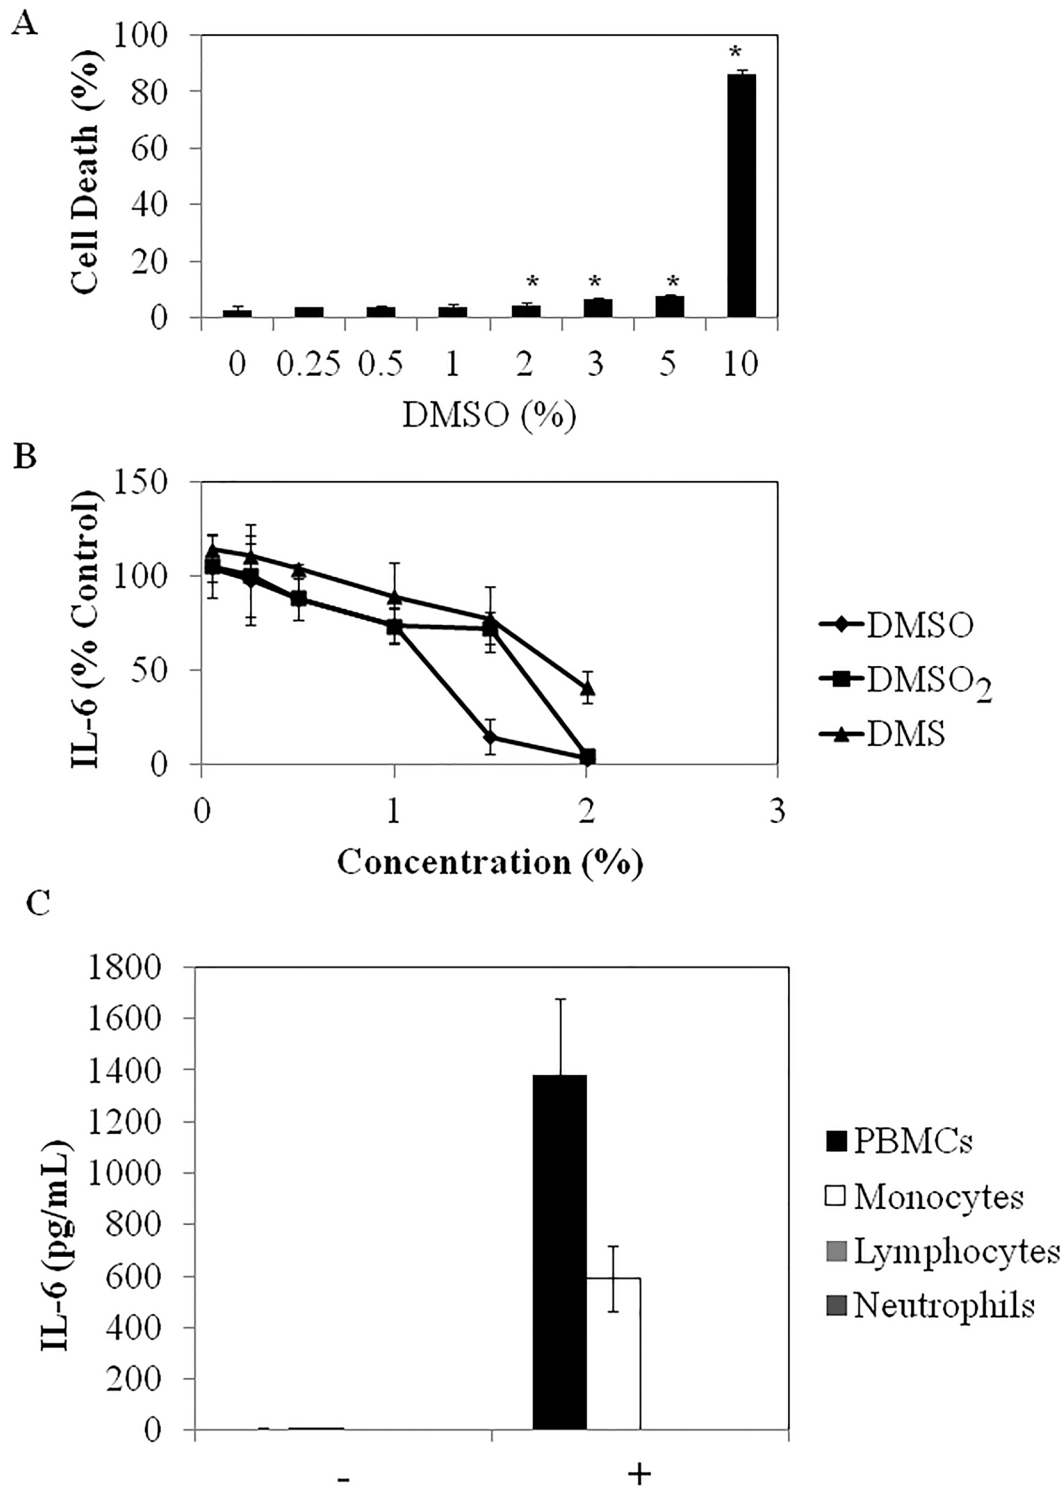 A
Cell Death (%)
100
80
60
40
20
0
*
*
*
*
0 0.25 0.5 1 2 3 5 10
DMSO (%)
B
IL-6 (% Control)
150
100
50
0
0 1 2 3
Concentration (%)
DMSO
DMSO2
DMS
C
IL-6 (pg/mL)
1800
1600
1400
1200
1000
800
600
400
200
0
- +
PBMCs
Monocytes
Lymphocytes
Neutrophils